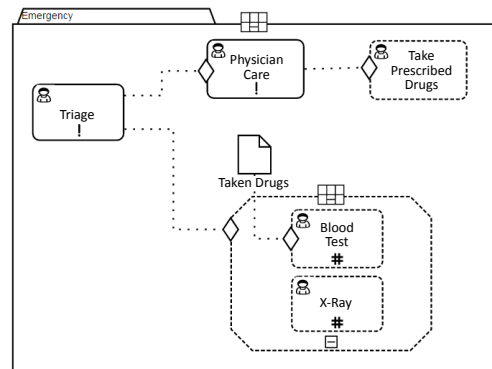 Emergency
Physician
Care
!
Take
Prescribed
Drugs
Triage
!
Taken Drugs
Blood
Test
#
X-Ray
#